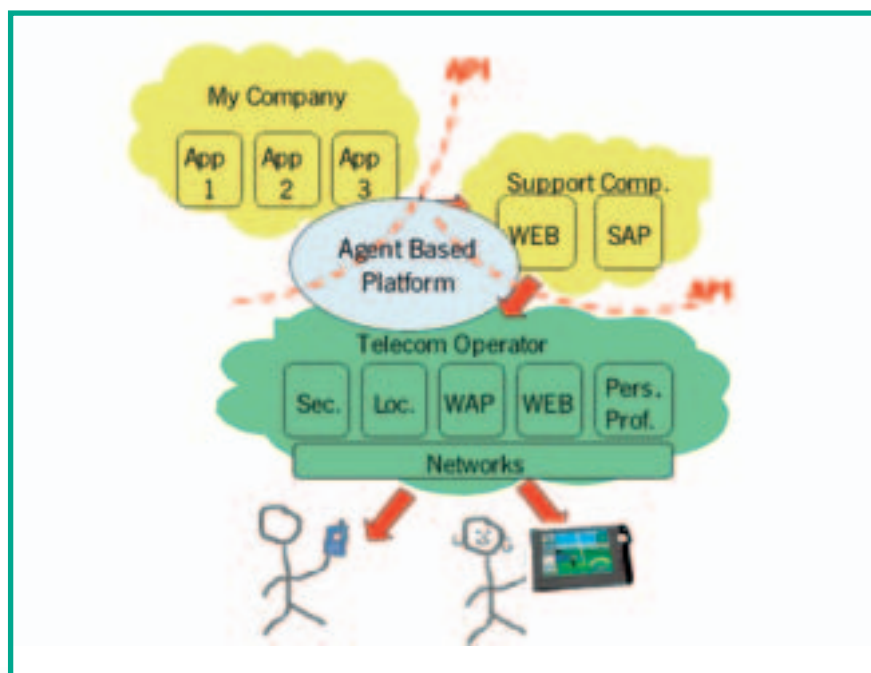 API
My Company
App
1
App
2
App
3
Support Comp.
WEB
SAP
Agent Based
Platform
API
Telecom Operator
Sec.
Loc.
WAP
WEB
Pers.
Prof.
Networks